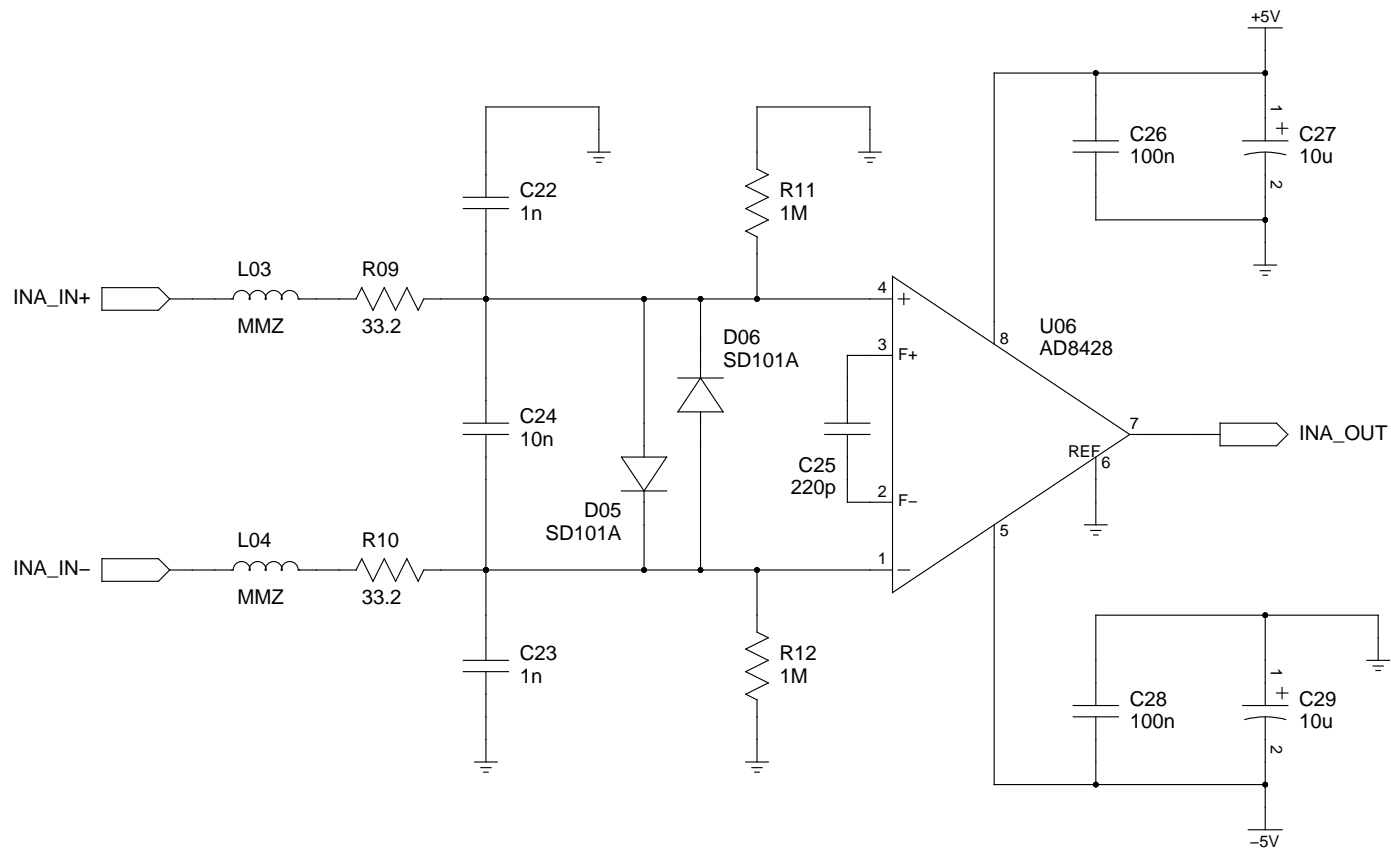 +5V
1
+
C26
100n
C27
10u
2
C22
1n
R11
1M
L03
R09
INA_IN+
MMZ
33.2
4
+
D06
SD101A
3
F+
8
U06
AD8428
C24
10n
7
INA_OUT
REF
6
C25
220p
2
F−
D05
SD101A
5
L04
R10
INA_IN−
MMZ
33.2
1
−
C23
1n
R12
1M
1
+
C28
100n
C29
10u
2
−5V